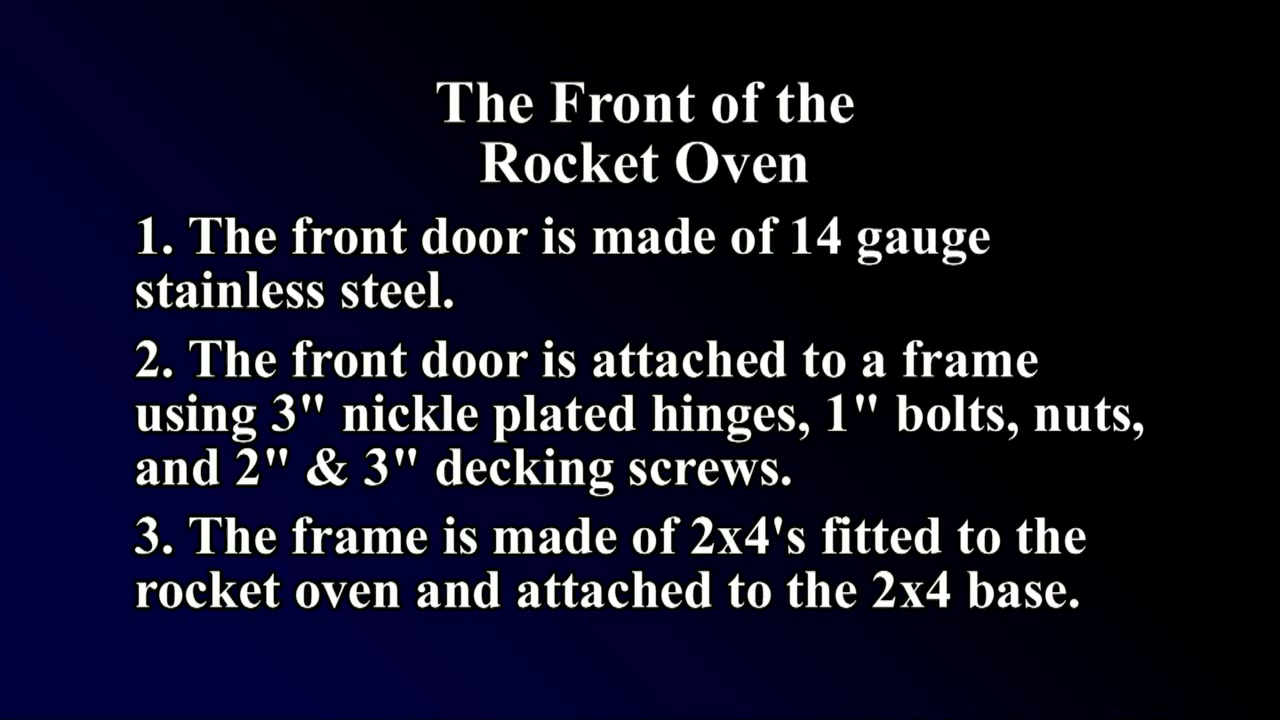 The Front of the
Rocket Oven
1. The front door is made of 14 gauge
stainless steel.
2. The front door is attached to a frame
using 3" nickle plated hinges, 1" bolts, nuts,
and 2" & 3" decking screws.
3. The frame is made of 2x4's fitted to the
rocket oven and attached to the 2x4 base.